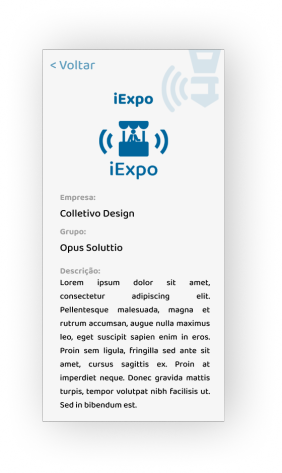 < Voltar
iExpo
iExpo
Empresa:
Colletivo Design
Grupo:
Opus Soluttio
Descrição:
Lorem ipsum dolor sit amet,
consectetur adipiscing elit.
Pellentesque malesuada, magna et
rutrum accumsan, augue nulla maximus
leo, eget suscipit sapien enim in eros.
Proin sem ligula, fringilla sed ante sit
amet, cursus sagittis ex. Proin at
imperdiet neque. Donec gravida mattis
turpis, tempor volutpat nibh facilisis ut.
Sed in bibendum est.